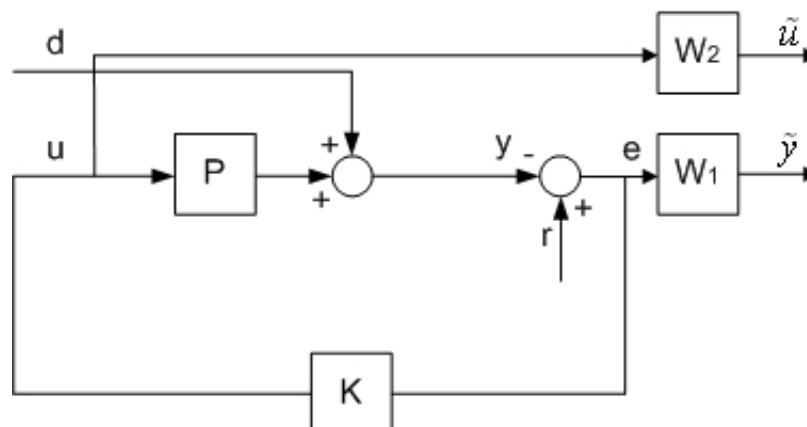 d
W₂
ũ
u
P
+
+
y
-
e
+
r
W₁
ỹ
K